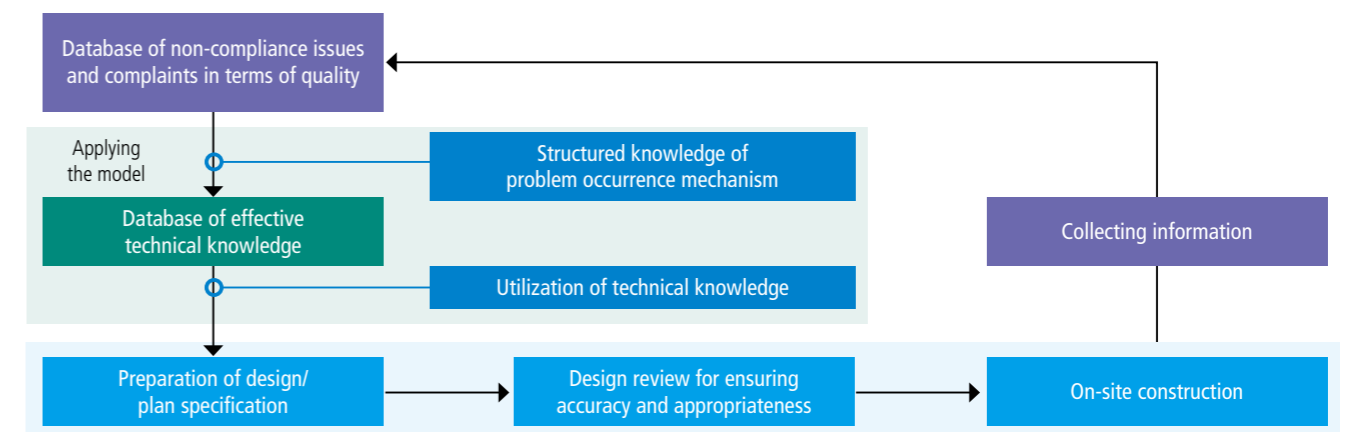 Database of non-compliance issues
and complaints in terms of quality
Applying
the model
Structured knowledge of
problem occurrence mechanism
Database of effective
technical knowledge
Collecting information
Utilization of technical knowledge
Preparation of design/
plan specification
Design review for ensuring
accuracy and appropriateness
On-site construction